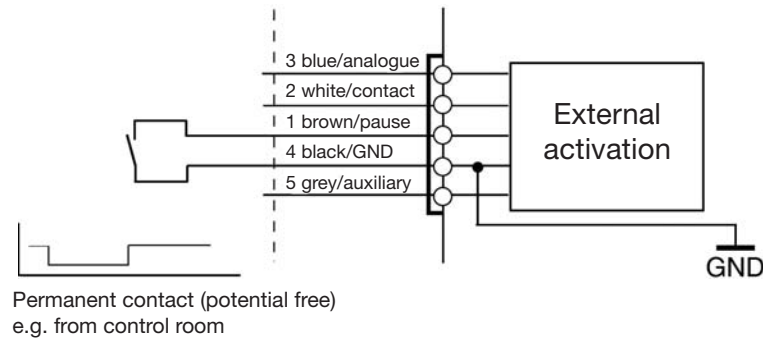 3 blue/analogue
2 white/contact
1 brown/pause
4 black/GND
5 grey/auxiliary
External
activation
GND
Permanent contact (potential free)
e.g. from control room